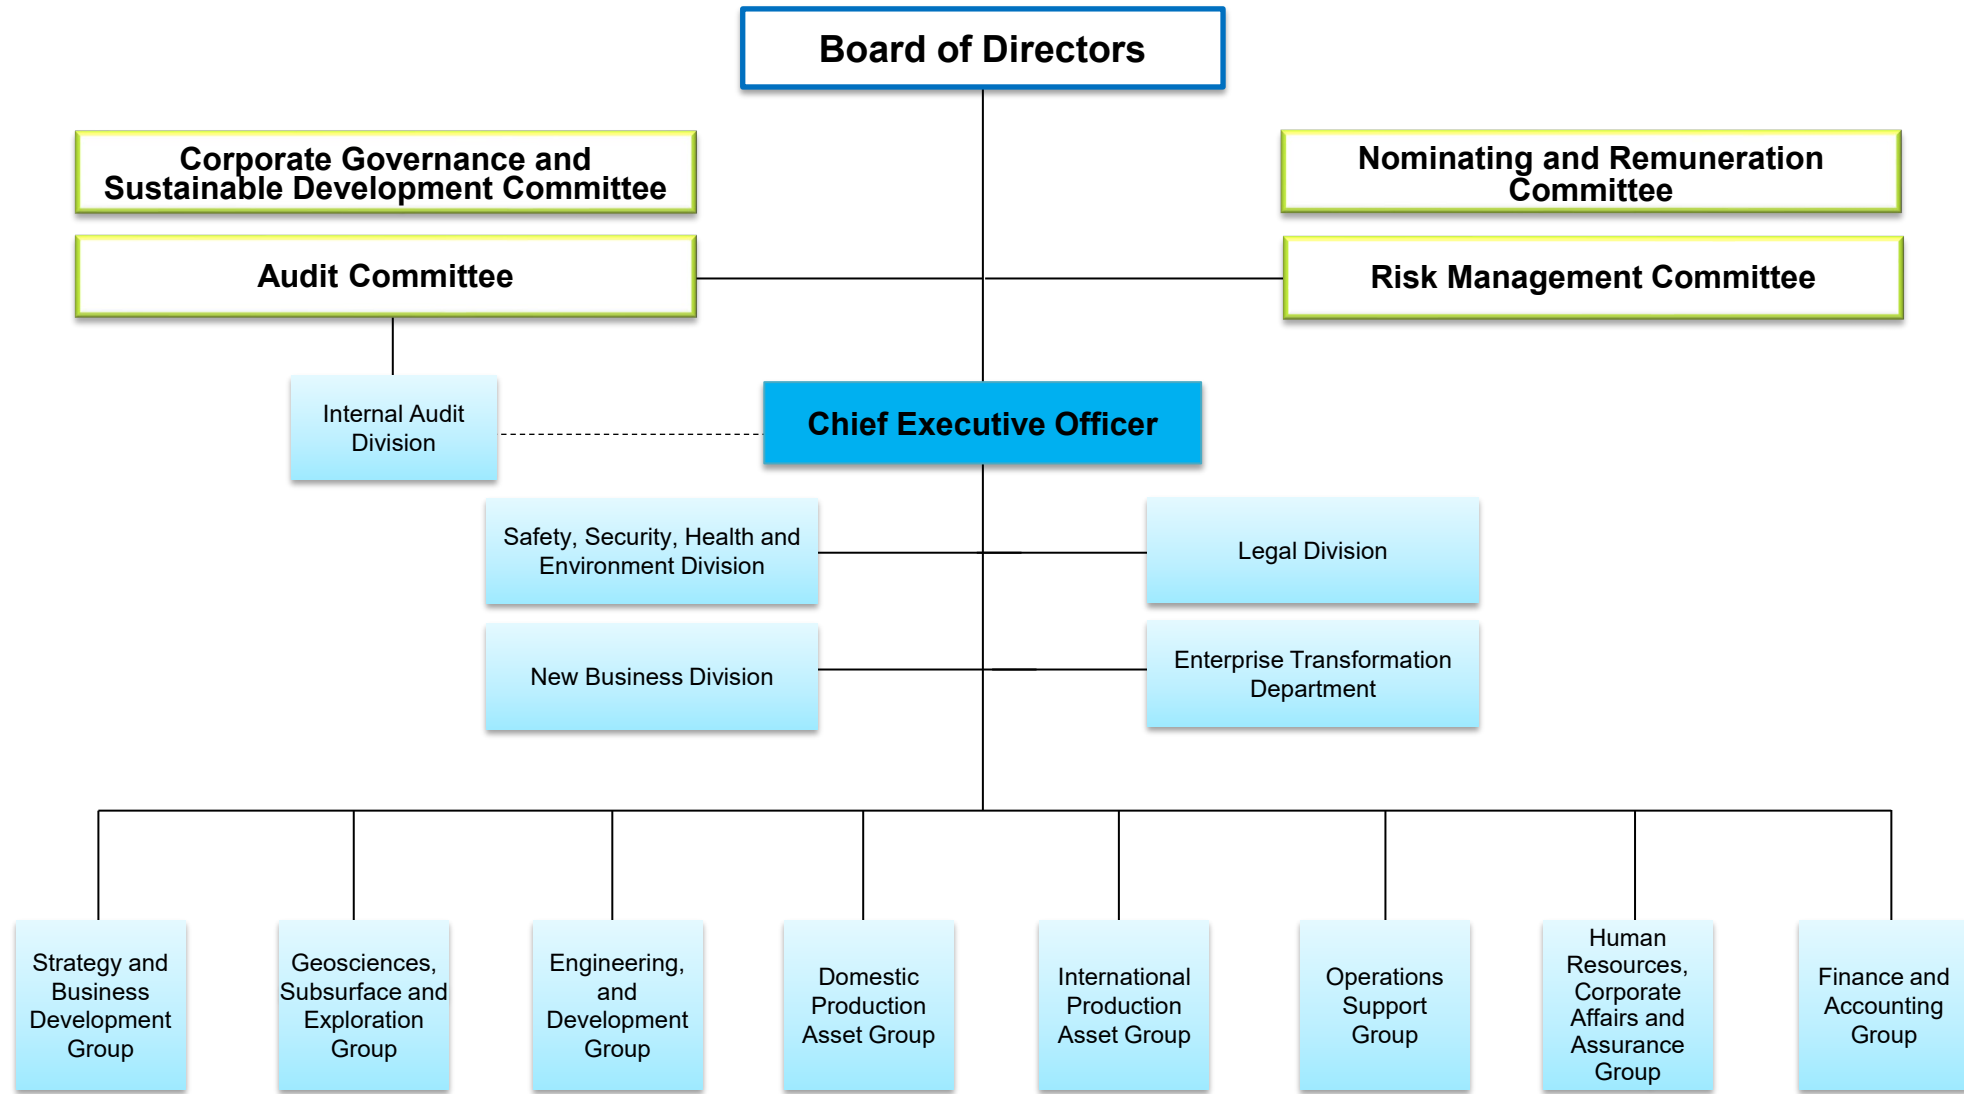 Board of Directors
Corporate Governance and
Sustainable Development Committee
Nominating and Remuneration
Committee
Audit Committee
Risk Management Committee
Internal Audit
Division
Chief Executive Officer
Safety, Security, Health and
Environment Division
Legal Division
New Business Division
Enterprise Transformation
Department
Strategy and
Business
Development
Group
Geosciences,
Subsurface and
Exploration
Group
Engineering,
and
Development
Group
Domestic
Production
Asset Group
International
Production
Asset Group
Operations
Support
Group
Human
Resources,
Corporate
Affairs and
Assurance
Group
Finance and
Accounting
Group